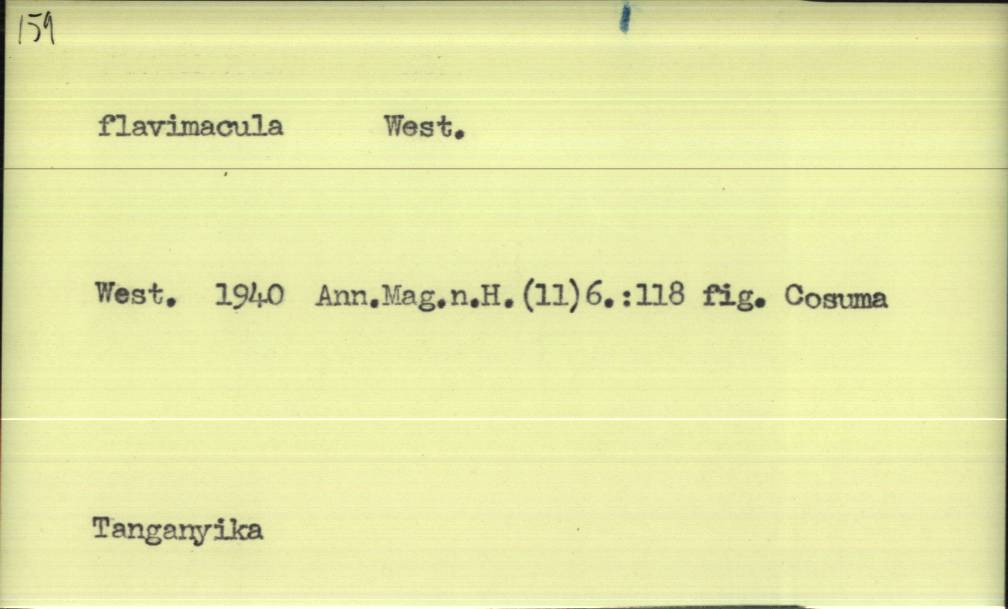 159
flavimacula West.
West. 1940 Ann.Mag.n.H.(11)6.:118 fig. Cosuma
Tanganyika